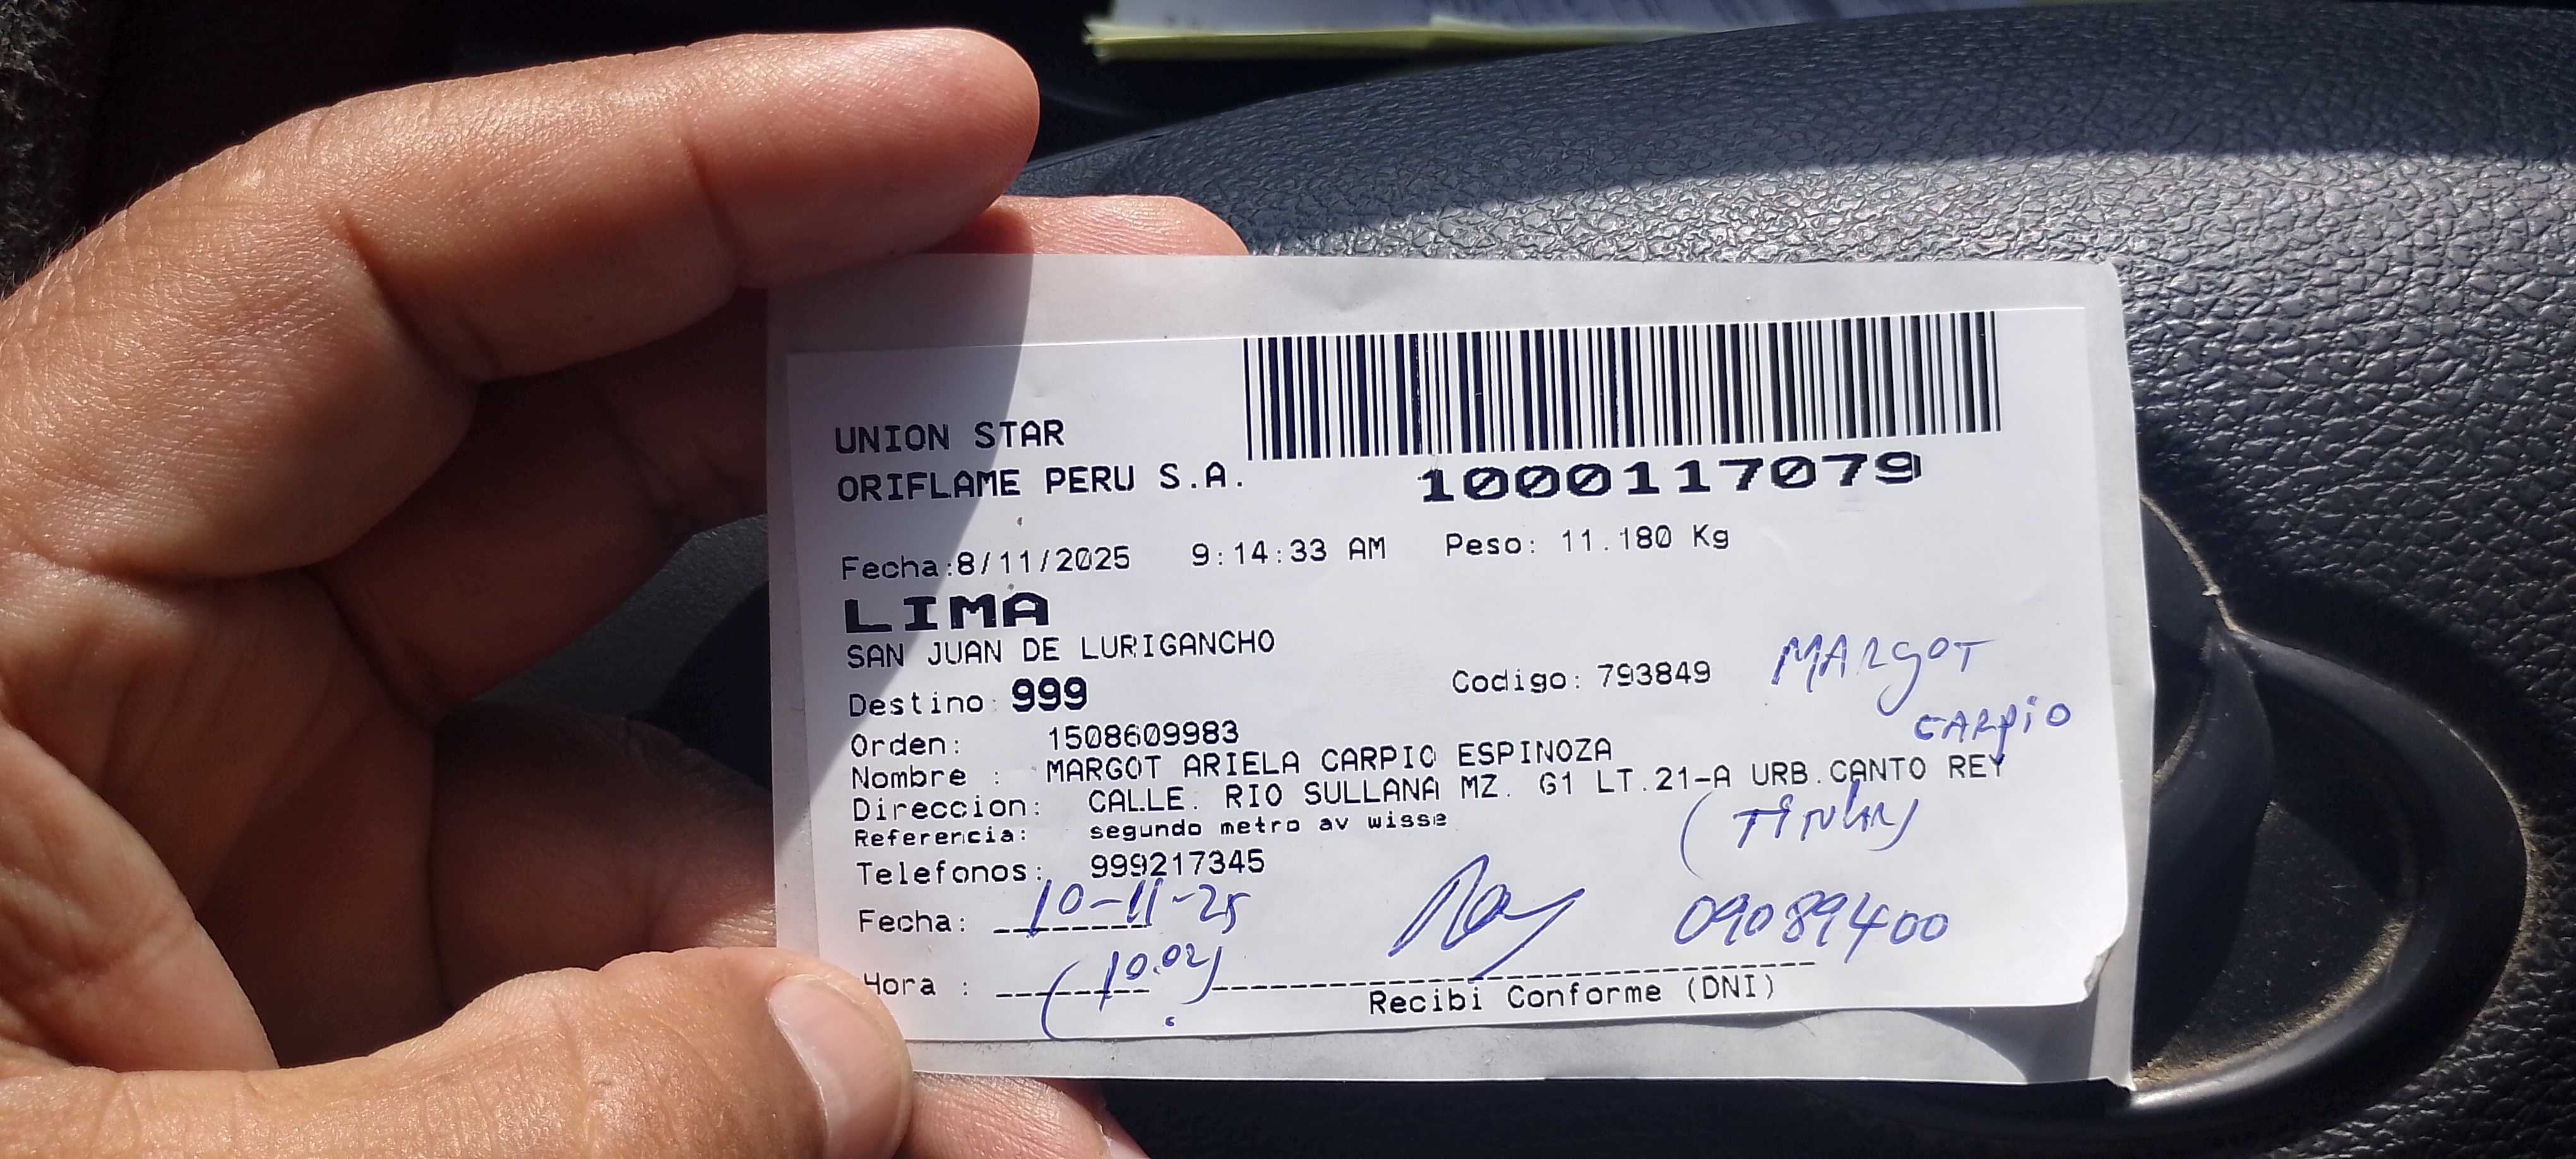 UNION STAR
ORIFLAME PERU S.A.
1000117079
Fecha:8/11/2025 9:14:33 AM Peso: 11.180 Kg
LIMA
SAN JUAN DE LURIGANCHO
Destino: 999 Codigo: 793849
MARGOT
CARPIO
Orden: 1508609983
Nombre : MARGOT ARIELA CARPIO ESPINOZA
Direccion: CALLE. RIO SULLANA MZ. G1 LT.21-A URB.CANTO REY
Referencia: segundo metro av wisse
(TITULAR)
Telefonos: 999217345
Fecha: 10-11-25
09089400
Hora : (10.02)
Recibi Conforme (DNI)